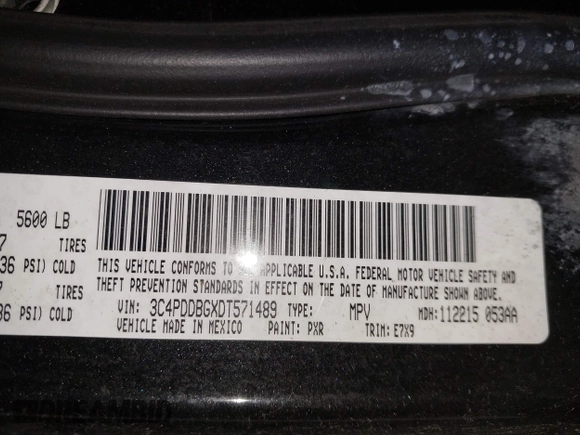 5600 LB
7 TIRES
36 PSI) COLD
7 TIRES
36 PSI) COLD
THIS VEHICLE CONFORMS TO ALL APPLICABLE U.S.A. FEDERAL MOTOR VEHICLE SAFETY AND
THEFT PREVENTION STANDARDS IN EFFECT ON THE DATE OF MANUFACTURE SHOWN ABOVE.
VIN: 3C4PDDBGXDT571489 TYPE: MPV MDH: 112215 053AA
VEHICLE MADE IN MEXICO PAINT: PXR TRIM: E7X9